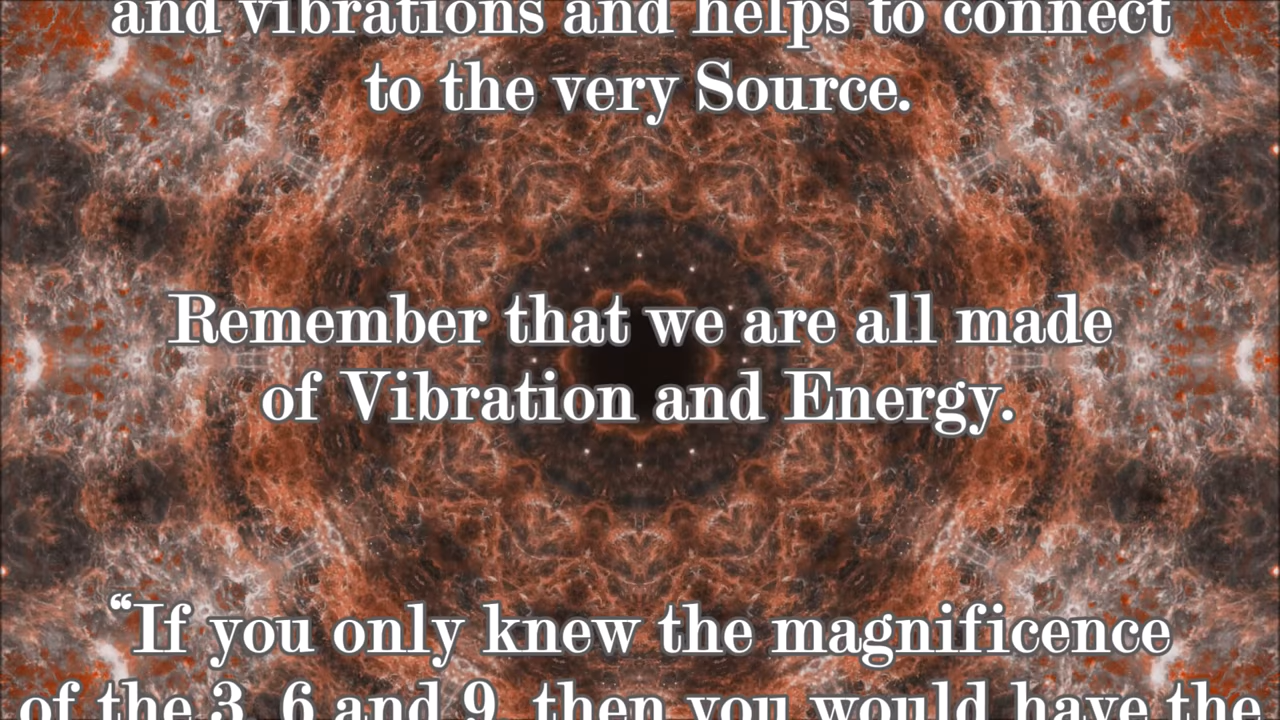 and vibrations and helps to connect
to the very Source.
Remember that we are all made
of Vibration and Energy.
“If you only knew the magnificence
of the 3, 6 and 9, then you would have the